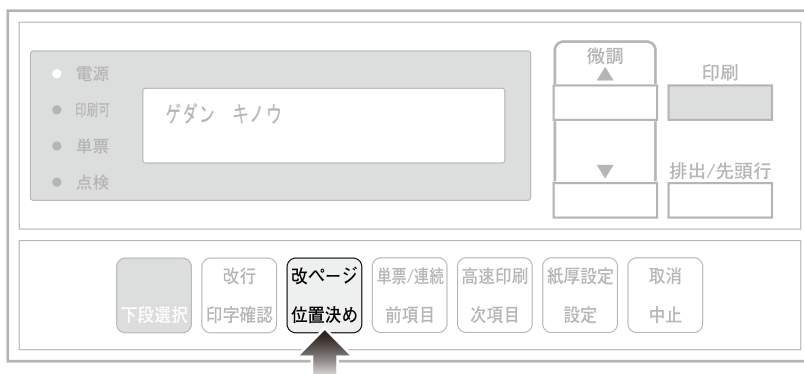 電源
印刷可
単票
点検
ゲダン キノウ
微調
▲
▼
印刷
排出/先頭行
下段選択
改行
印字確認
改ページ
位置決め
単票/連続
前項目
高速印刷
次項目
紙厚設定
設定
取消
中止